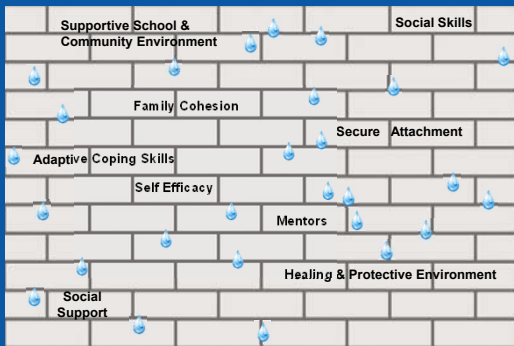 Supportive School &
Community Environment
Social Skills
Family Cohesion
Secure Attachment
Adaptive Coping Skills
Self Efficacy
Mentors
Healing & Protective Environment
Social
Support